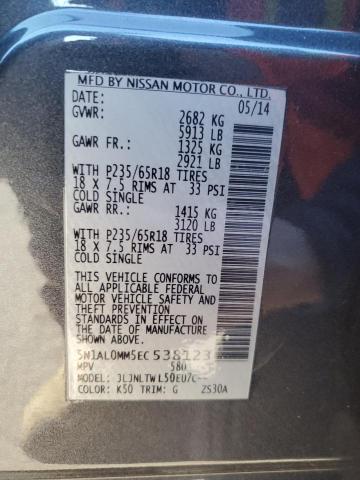 MFD BY NISSAN MOTOR CO., LTD.
DATE: 05/14
GVWR: 2682 KG
5913 LB
GAWR FR.: 1325 KG
2921 LB
WITH P235/65R18 TIRES
18 X 7.5 RIMS AT 33 PSI
COLD SINGLE
GAWR RR.: 1415 KG
3120 LB
WITH P235/65R18 TIRES
18 X 7.5 RIMS AT 33 PSI
COLD SINGLE
THIS VEHICLE CONFORMS TO
ALL APPLICABLE FEDERAL
MOTOR VEHICLE SAFETY
AND THEFT PREVENTION
STANDARDS IN EFFECT ON
THE DATE OF MANUFACTURE
SHOWN ABOVE.
5N1AL0MM5EC 538123
MPV 580
MODEL: JLJNLTWL50EU7C--
COLOR: K50 TRIM: G ZS30A